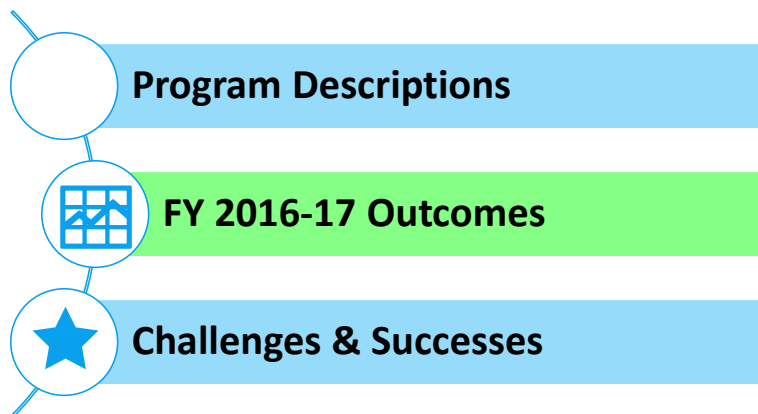 Program Descriptions
FY 2016-17 Outcomes
Challenges & Successes